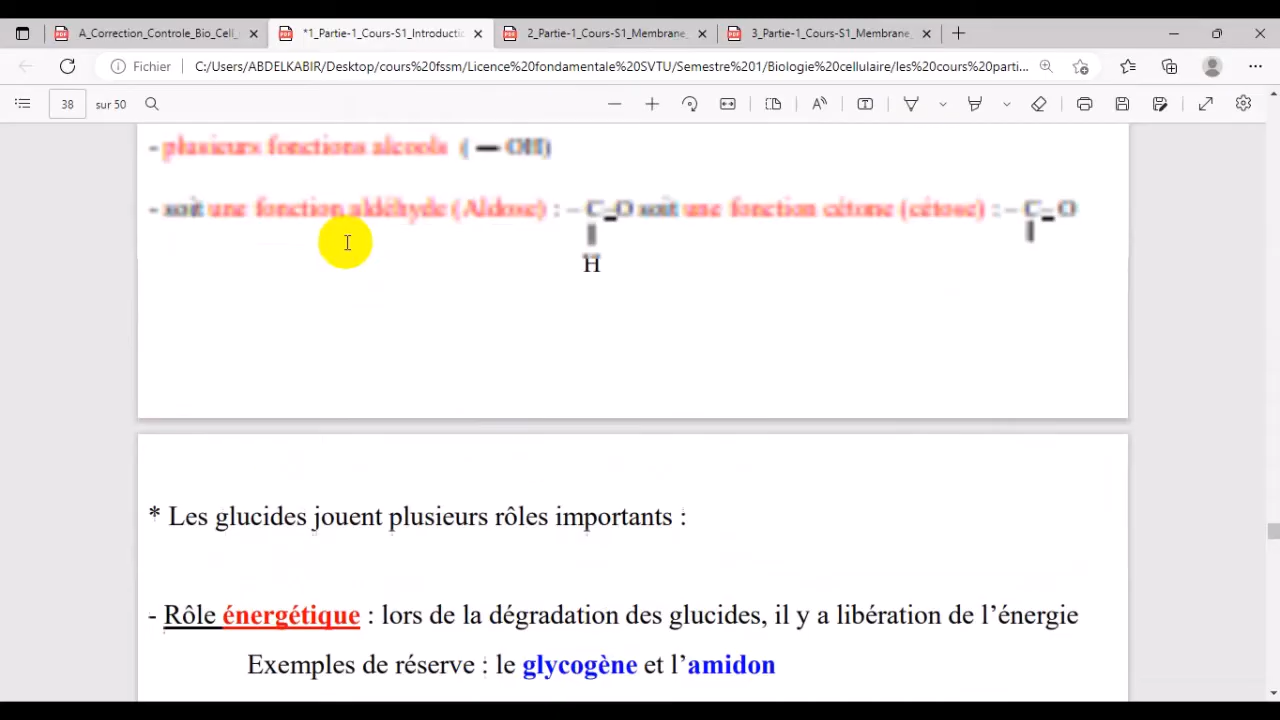 A_Correction_Controle_Bio_Cell_
*1_Partie-1_Cours-S1_Introductio
2_Partie-1_Cours-S1_Membrane_
3_Partie-1_Cours-S1_Membrane_
Fichier C:/Users/ABDELKABIR/Desktop/cours%20fssm/Licence%20fondamentale%20SVTU/Semestre%201/Biologie%20cellulaire/les%20cours%20parti...
38 sur 50
- plusieurs fonctions alcools ( — OH)
- soit une fonction aldéhyde (Aldose) : – C=O soit une fonction cétone (cétose) : – C=O
H
* Les glucides jouent plusieurs rôles importants :
- Rôle énergétique : lors de la dégradation des glucides, il y a libération de l’énergie
Exemples de réserve : le glycogène et l’amidon